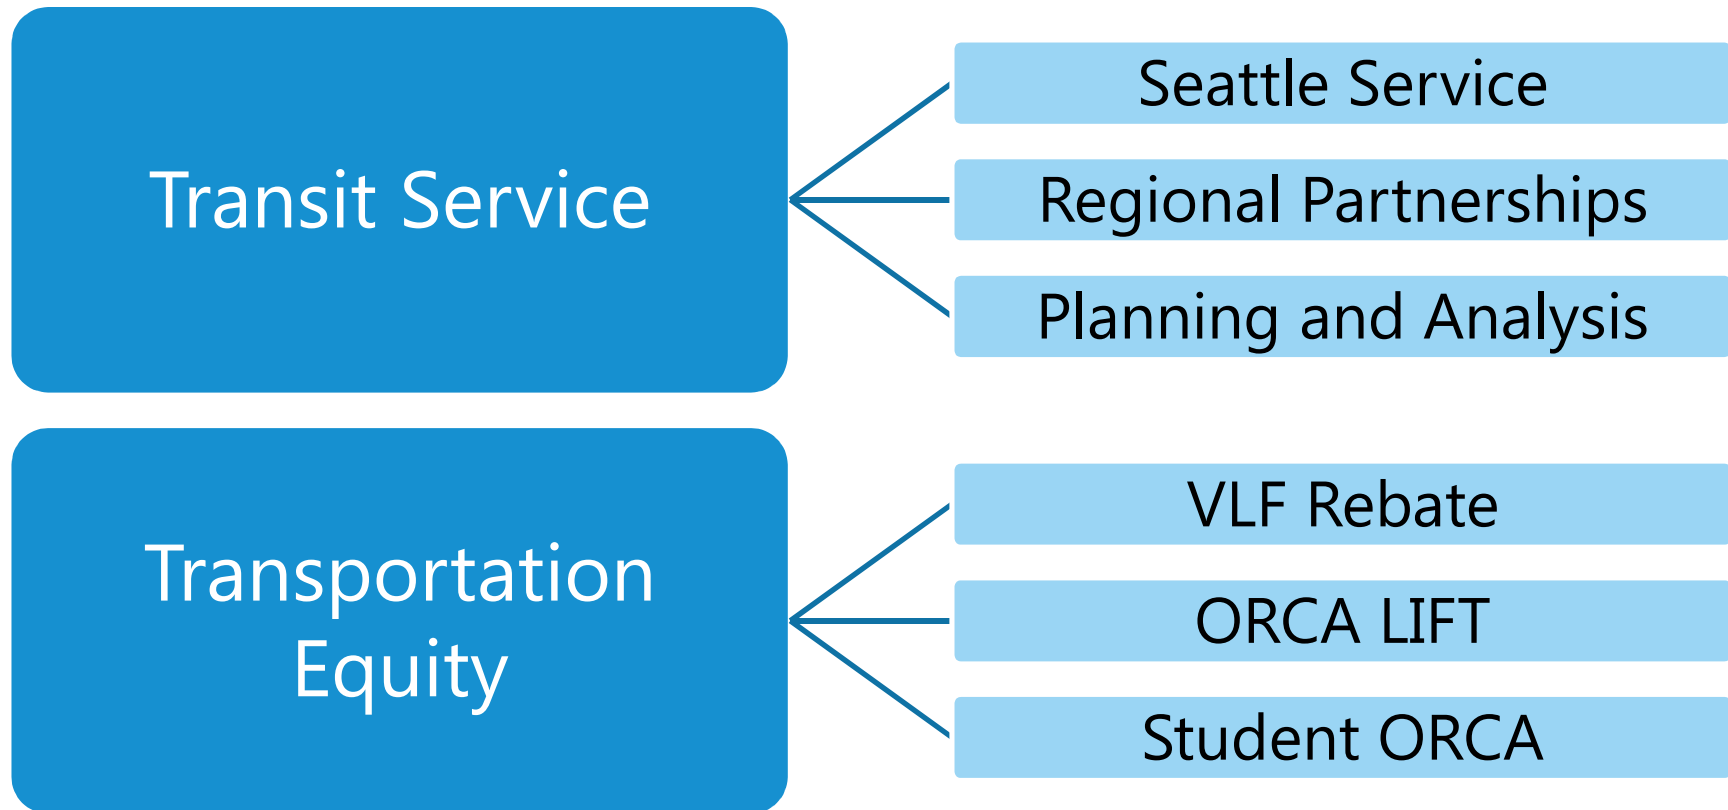 Transit Service
Seattle Service
Regional Partnerships
Planning and Analysis
Transportation
Equity
VLF Rebate
ORCA LIFT
Student ORCA